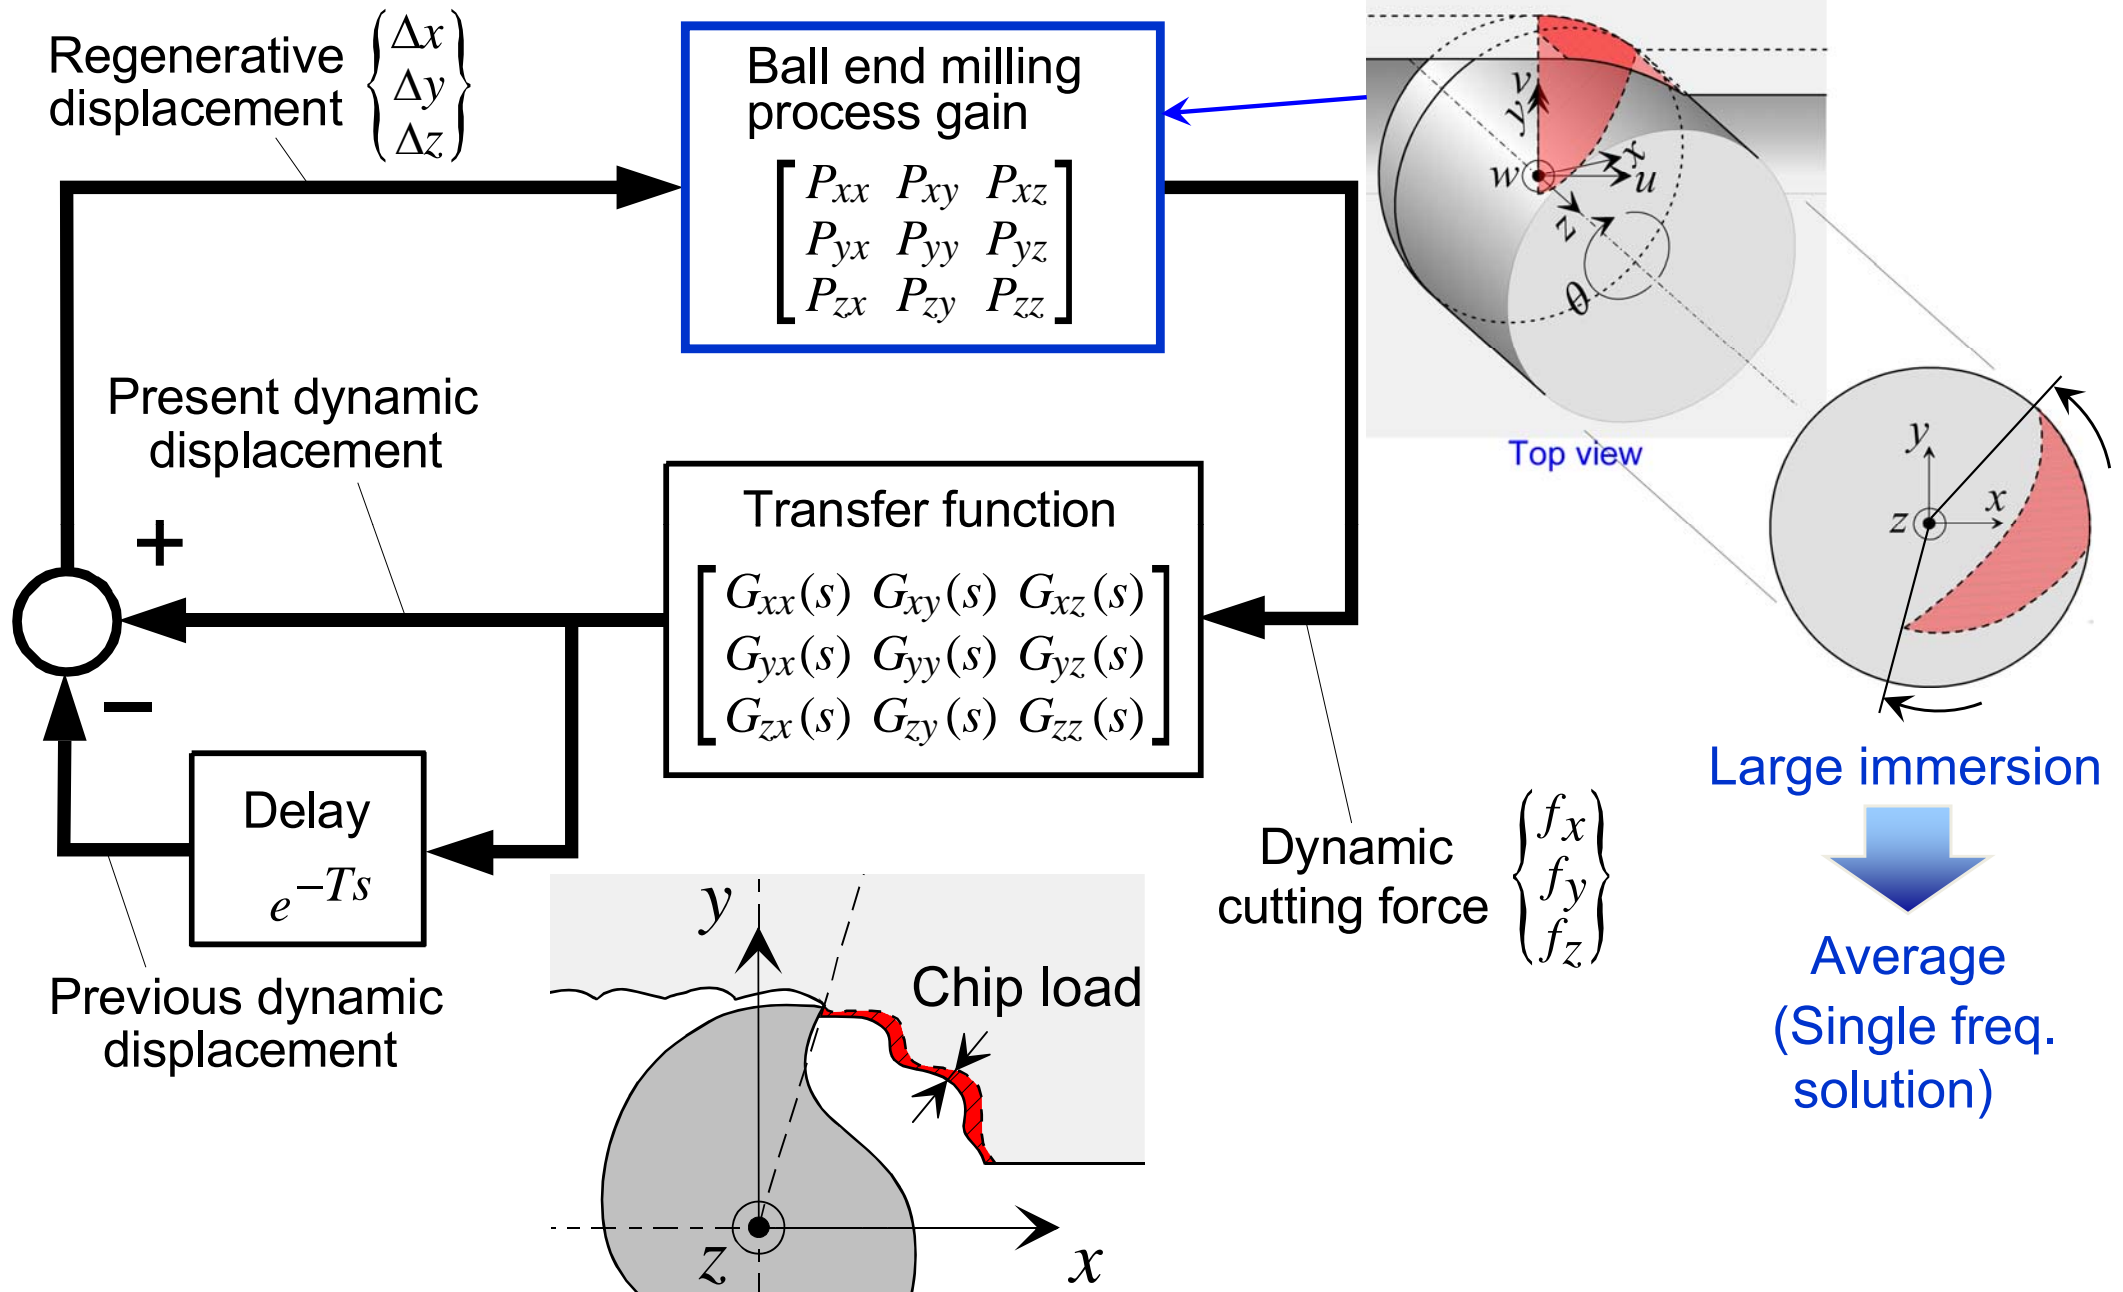 Regenerative
displacement
{Δx
Δy
Δz}
Ball end milling
process gain
[Pxx Pxy Pxz
Pyx Pyy Pyz
Pzx Pzy Pzz]
v
y
x
w
u
z
θ
Top view
Present dynamic
displacement
+
−
Transfer function
[Gxx(s) Gxy(s) Gxz(s)
Gyx(s) Gyy(s) Gyz(s)
Gzx(s) Gzy(s) Gzz(s)]
y
x
z
Delay
e^−Ts
Previous dynamic
displacement
Dynamic
cutting force
{fx
fy
fz}
Large immersion
Average
(Single freq.
solution)
y
Chip load
z
x